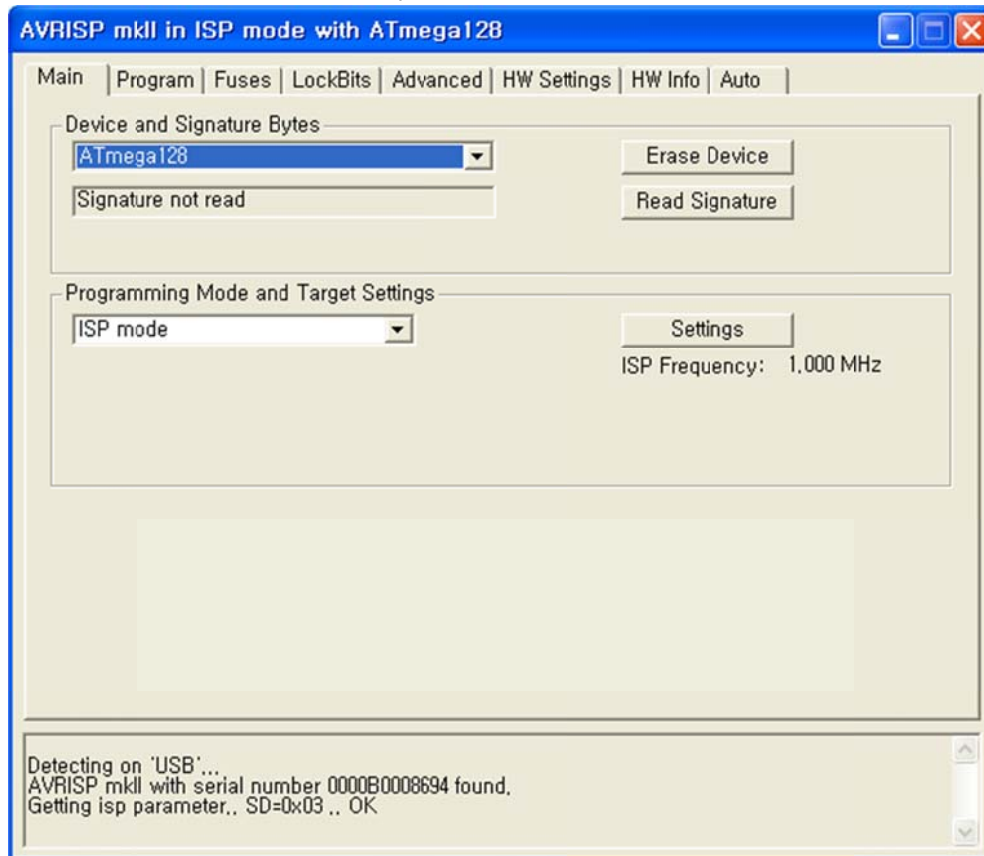 AVRISP mkII in ISP mode with ATmega128
Main Program Fuses LockBits Advanced HW Settings HW Info Auto
Device and Signature Bytes
ATmega128
Erase Device
Signature not read
Read Signature
Programming Mode and Target Settings
ISP mode
Settings
ISP Frequency: 1,000 MHz
Detecting on 'USB'...
AVRISP mkII with serial number 0000B0008694 found,
Getting isp parameter,, SD=0x03 ,, OK